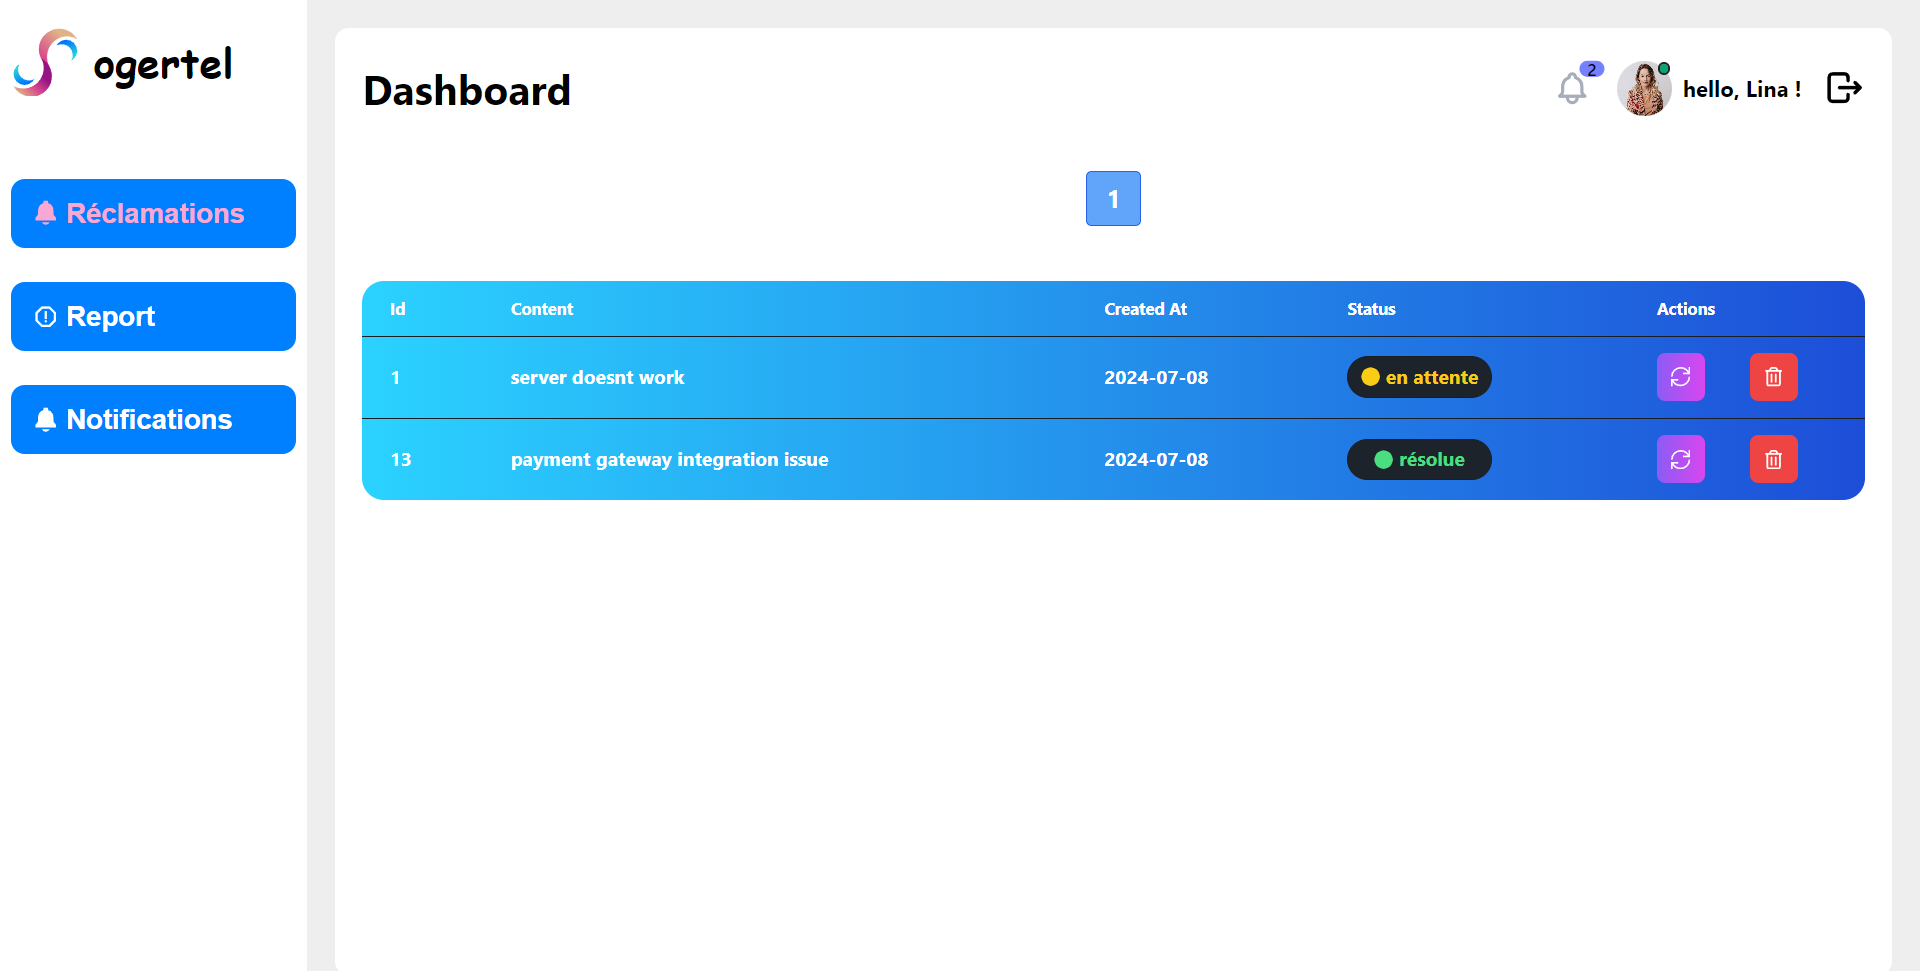 ogertel
Réclamations
Report
Notifications
Dashboard
2
hello, Lina !
1
Id Content Created At Status Actions
1 server doesnt work 2024-07-08 en attente
13 payment gateway integration issue 2024-07-08 résolue